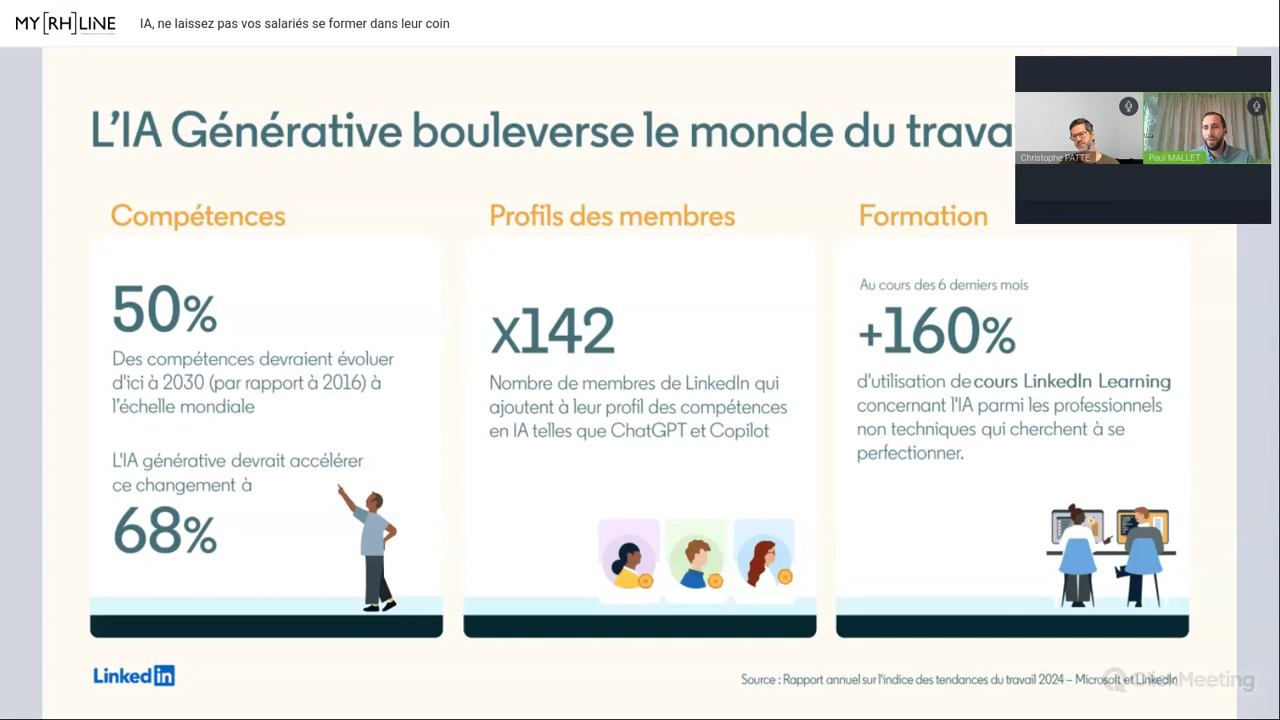 MY[RH]LINE
IA, ne laissez pas vos salariés se former dans leur coin
L'IA Générative bouleverse le monde du trava
Christophe PATTE
Paul MALLET
Compétences
50%
Des compétences devraient évoluer
d'ici à 2030 (par rapport à 2016) à
l'échelle mondiale
L'IA générative devrait accélérer
ce changement à
68%
Profils des membres
x142
Nombre de membres de LinkedIn qui
ajoutent à leur profil des compétences
en IA telles que ChatGPT et Copilot
Formation
Au cours des 6 derniers mois
+160%
d'utilisation de cours LinkedIn Learning
concernant l'IA parmi les professionnels
non techniques qui cherchent à se
perfectionner.
LinkedIn
Source : Rapport annuel sur l'indice des tendances du travail 2024 – Microsoft et LinkedIn
ClickMeeting